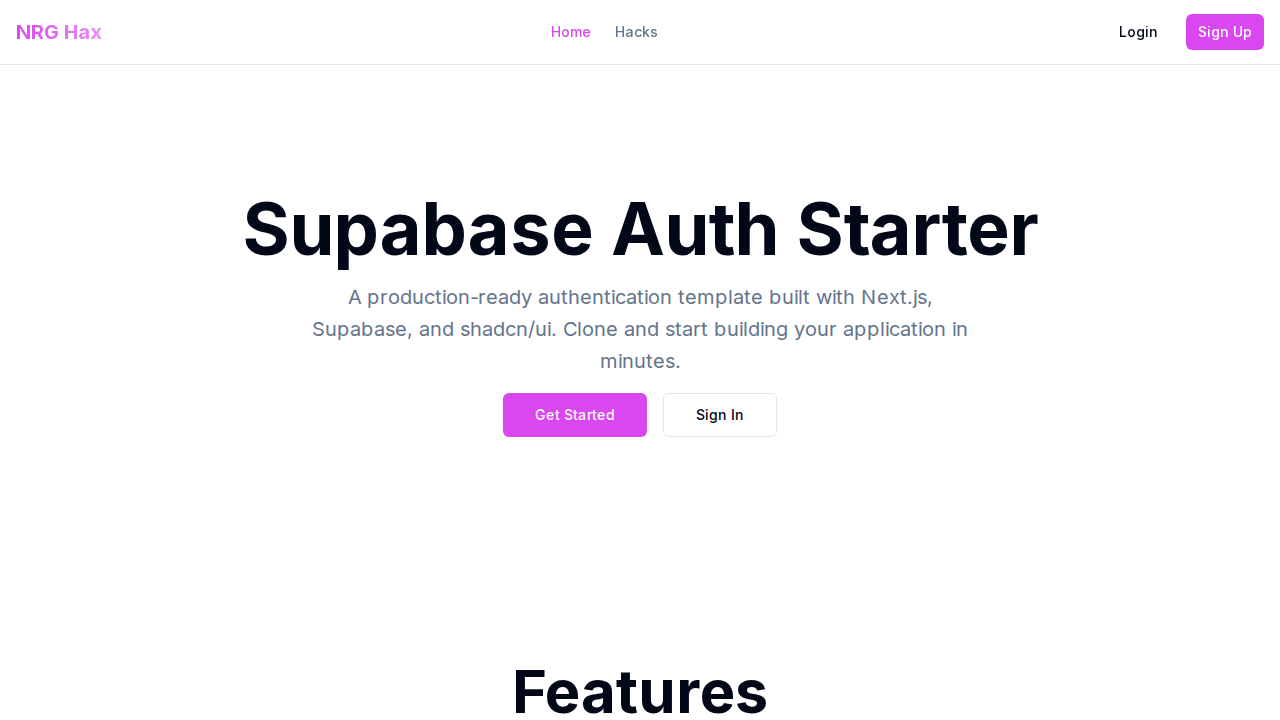 NRG Hax
Home
Hacks
Login
Sign Up
Supabase Auth Starter
A production-ready authentication template built with Next.js,
Supabase, and shadcn/ui. Clone and start building your application in
minutes.
Get Started
Sign In
Features